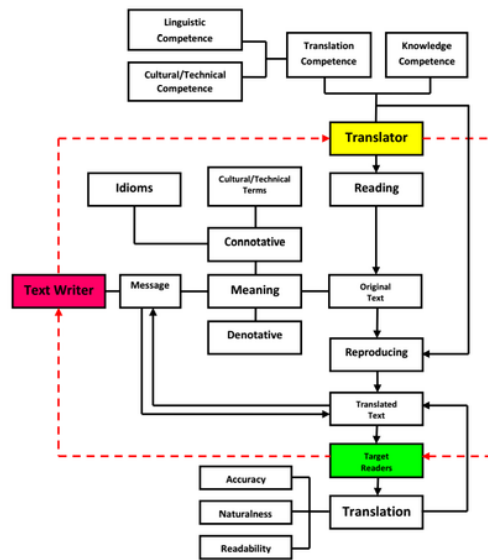 Linguistic
Competence
Translation
Competence
Knowledge
Competence
Cultural/Technical
Competence
Translator
Idioms
Cultural/Technical
Terms
Reading
Connotative
Text Writer
Message
Meaning
Original
Text
Denotative
Reproducing
Translated
Text
Target
Readers
Accuracy
Naturalness
Translation
Readability